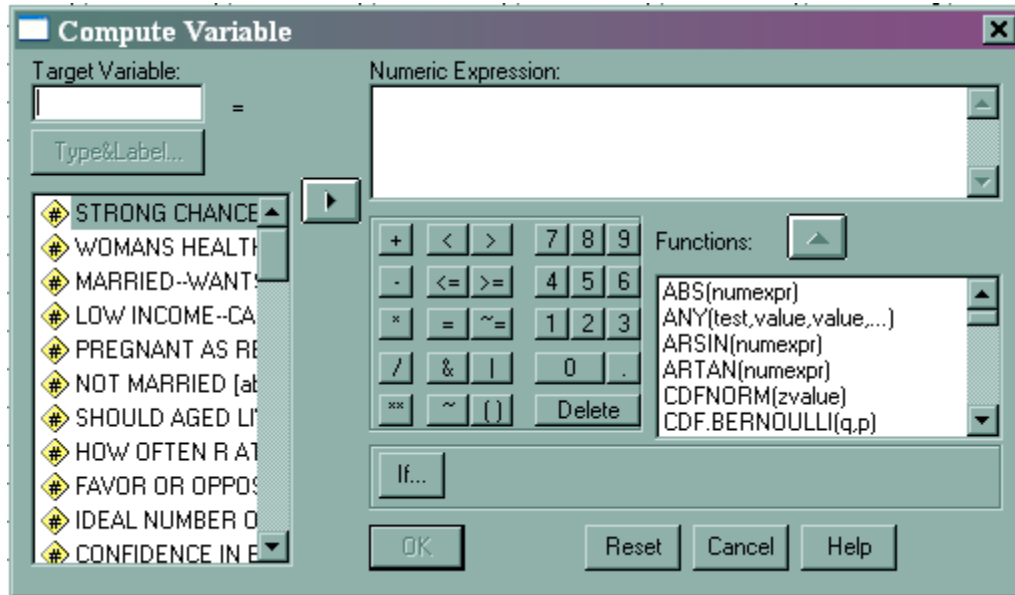 Compute Variable
Target Variable:
=
Type&Label...
STRONG CHANCE
WOMANS HEALTH
MARRIED--WANTS
LOW INCOME--CA
PREGNANT AS RE
NOT MARRIED [ab
SHOULD AGED LI
HOW OFTEN R AT
FAVOR OR OPPOS
IDEAL NUMBER O
CONFIDENCE IN B
Numeric Expression:
+ < > 7 8 9
- <= >= 4 5 6
* = ~= 1 2 3
/ & | 0 .
** ~ () Delete
Functions:
ABS(numexpr)
ANY(test,value,value,...)
ARSIN(numexpr)
ARTAN(numexpr)
CDFNORM(zvalue)
CDF.BERNOULLI(q,p)
If...
OK Reset Cancel Help